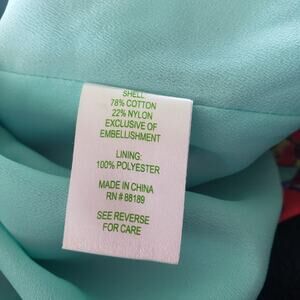 SHELL:
78% COTTON
22% NYLON
EXCLUSIVE OF
EMBELLISHMENT
LINING:
100% POLYESTER
MADE IN CHINA
RN # 88189
SEE REVERSE
FOR CARE